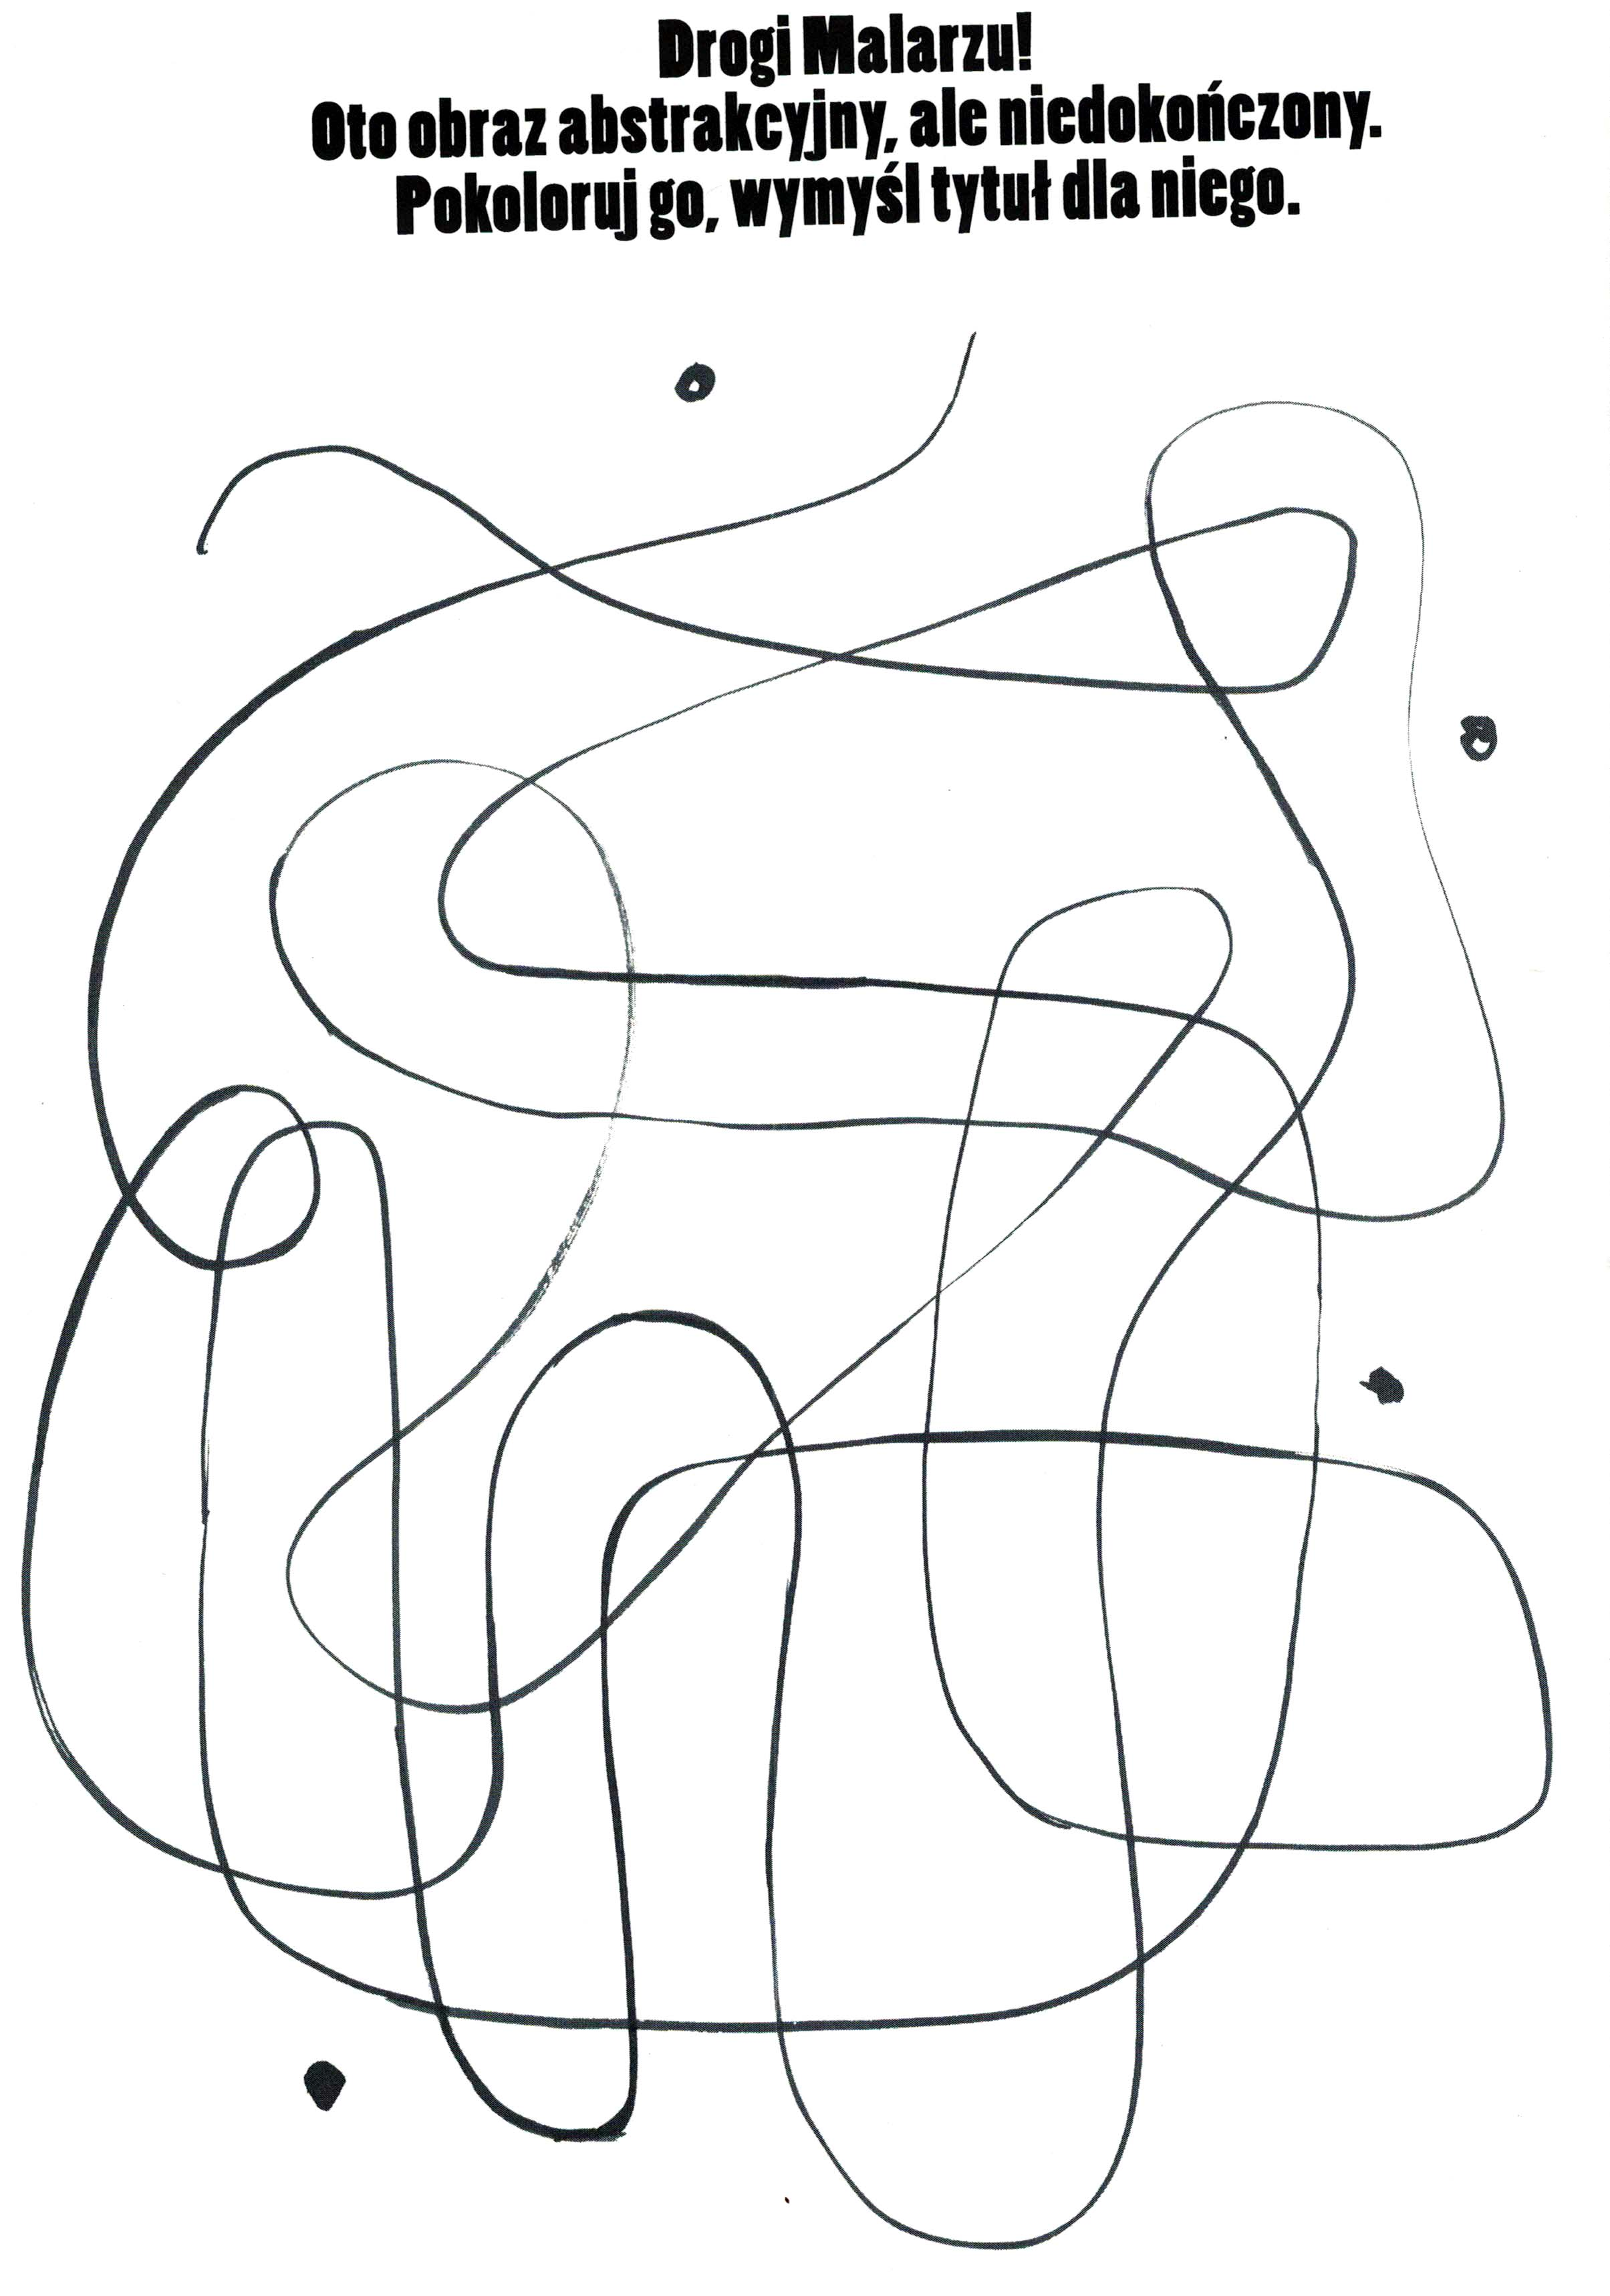 Drogi Malarzu!
Oto obraz abstrakcyjny, ale niedokończony.
Pokoloruj go, wymyśl tytuł dla niego.